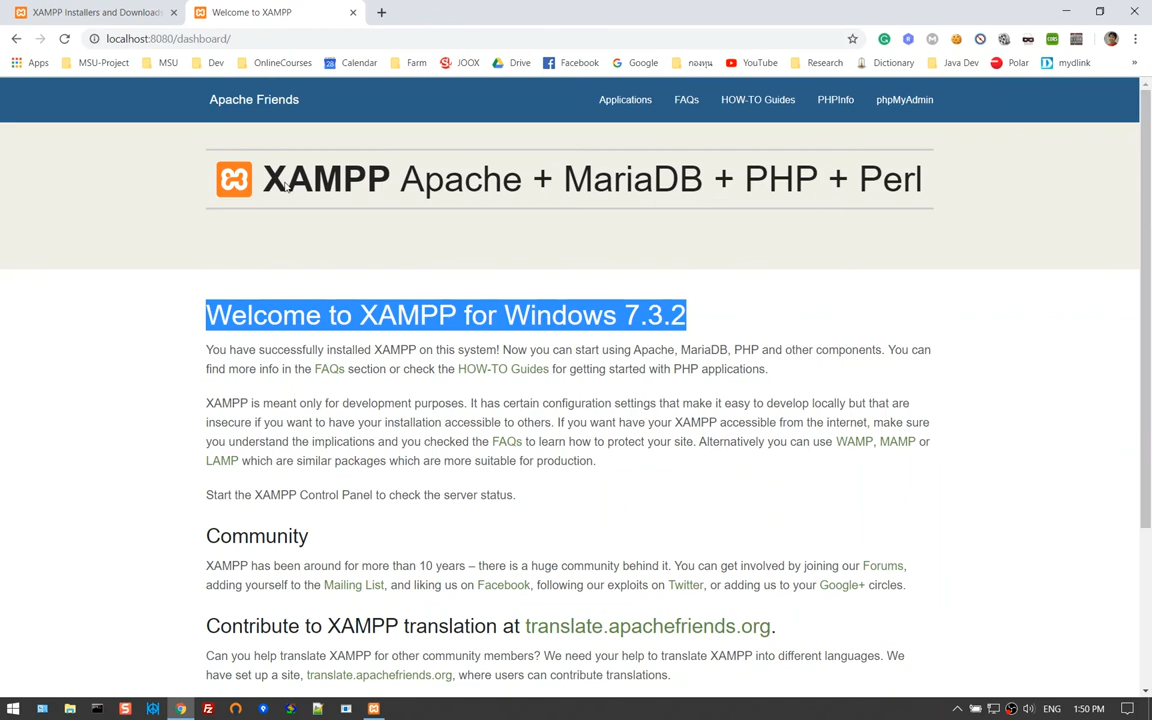 XAMPP Installers and Downloads
Welcome to XAMPP
localhost:8080/dashboard/
Apps MSU-Project MSU Dev OnlineCourses Calendar Farm JOOX Drive Facebook Google กองทุน YouTube Research Dictionary Java Dev Polar mydlink »
Apache Friends
Applications FAQs HOW-TO Guides PHPInfo phpMyAdmin
XAMPP Apache + MariaDB + PHP + Perl
Welcome to XAMPP for Windows 7.3.2
You have successfully installed XAMPP on this system! Now you can start using Apache, MariaDB, PHP and other components. You can
find more info in the FAQs section or check the HOW-TO Guides for getting started with PHP applications.
XAMPP is meant only for development purposes. It has certain configuration settings that make it easy to develop locally but that are
insecure if you want to have your installation accessible to others. If you want have your XAMPP accessible from the internet, make sure
you understand the implications and you checked the FAQs to learn how to protect your site. Alternatively you can use WAMP, MAMP or
LAMP which are similar packages which are more suitable for production.
Start the XAMPP Control Panel to check the server status.
Community
XAMPP has been around for more than 10 years – there is a huge community behind it. You can get involved by joining our Forums,
adding yourself to the Mailing List, and liking us on Facebook, following our exploits on Twitter, or adding us to your Google+ circles.
Contribute to XAMPP translation at translate.apachefriends.org.
Can you help translate XAMPP for other community members? We need your help to translate XAMPP into different languages. We
have set up a site, translate.apachefriends.org, where users can contribute translations.
ENG 1:50 PM